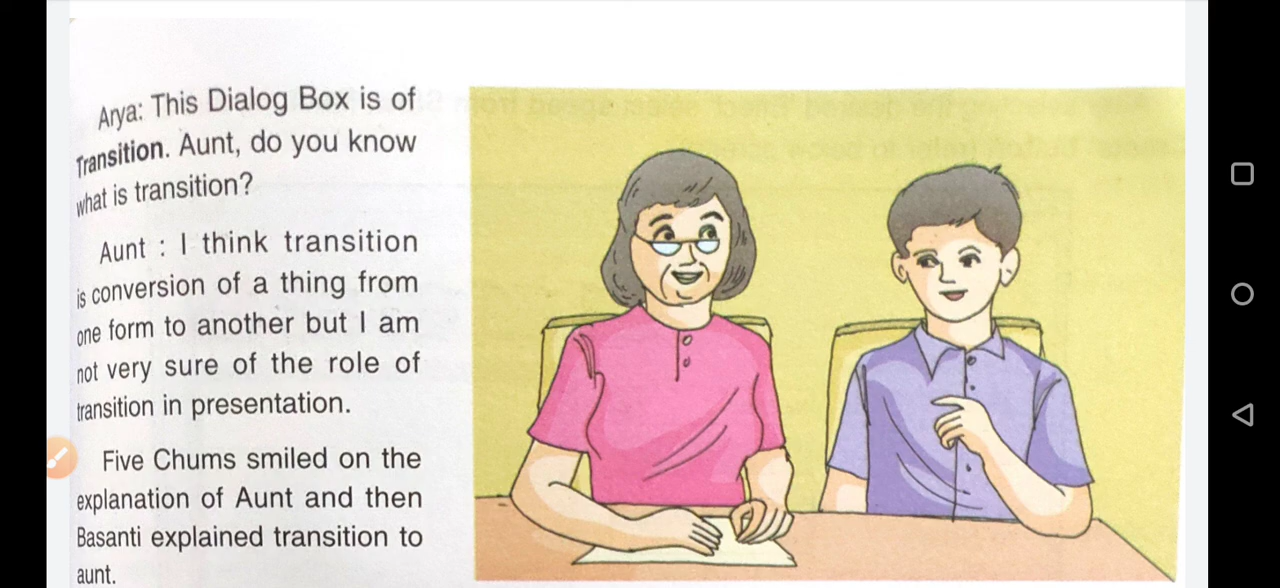 Arya: This Dialog Box is of
Transition. Aunt, do you know
what is transition?
Aunt : I think transition
is conversion of a thing from
one form to another but I am
not very sure of the role of
transition in presentation.
Five Chums smiled on the
explanation of Aunt and then
Basanti explained transition to
aunt.